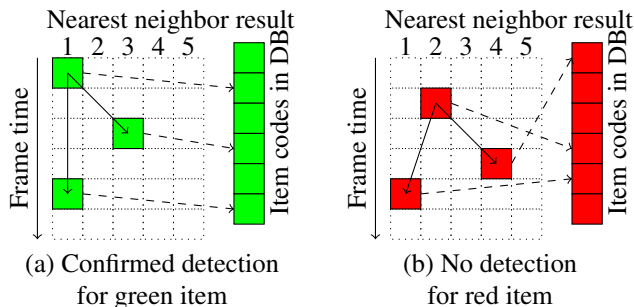 Nearest neighbor result
1 2 3 4 5
Frame time
Item codes in DB
(a) Confirmed detection
for green item
Nearest neighbor result
1 2 3 4 5
Frame time
Item codes in DB
(b) No detection
for red item